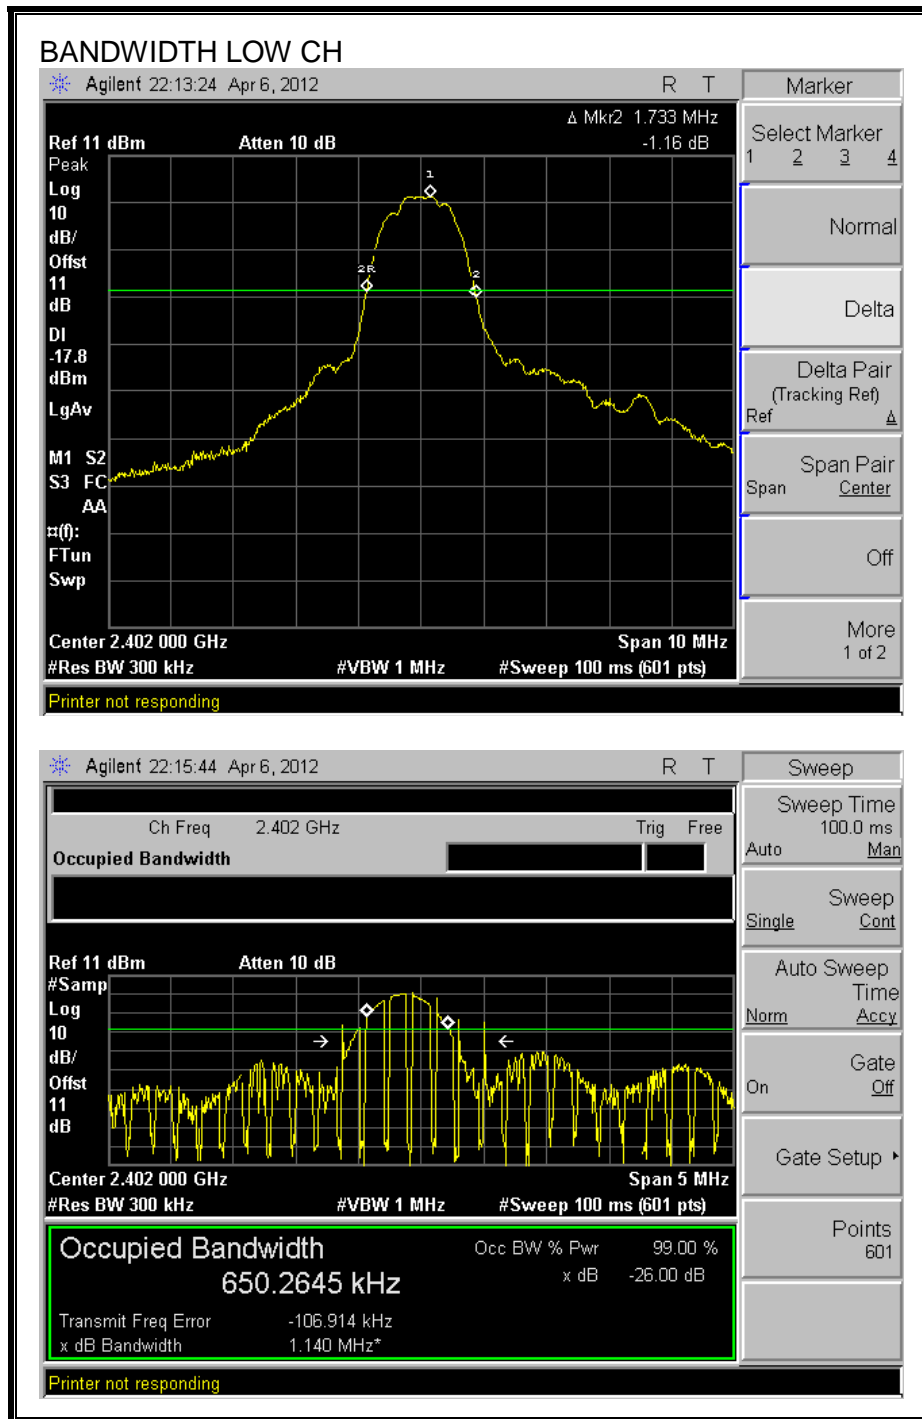 BANDWIDTH LOW CH
Agilent 22:13:24 Apr 6, 2012 R T
Marker
Δ Mkr2 1.733 MHz
Ref 11 dBm Atten 10 dB -1.16 dB
Peak
Log
10
dB/
Offst
11
dB
DI
-17.8
dBm
LgAv
M1 S2
S3 FC
AA
¤(f):
FTun
Swp
1
2R
2
Center 2.402 000 GHz Span 10 MHz
#Res BW 300 kHz #VBW 1 MHz #Sweep 100 ms (601 pts)
Select Marker
1 2 3 4
Normal
Delta
Delta Pair
(Tracking Ref)
Ref Δ
Span Pair
Span Center
Off
More
1 of 2
Printer not responding
Agilent 22:15:44 Apr 6, 2012 R T
Sweep
Ch Freq 2.402 GHz Trig Free
Occupied Bandwidth
Ref 11 dBm Atten 10 dB
#Samp
Log
10
dB/
Offst
11
dB
Center 2.402 000 GHz Span 5 MHz
#Res BW 300 kHz #VBW 1 MHz #Sweep 100 ms (601 pts)
Occupied Bandwidth Occ BW % Pwr 99.00 %
650.2645 kHz x dB -26.00 dB
Transmit Freq Error -106.914 kHz
x dB Bandwidth 1.140 MHz*
Sweep Time
100.0 ms
Auto Man
Sweep
Single Cont
Auto Sweep
Time
Norm Accy
Gate
On Off
Gate Setup
Points
601
Printer not responding